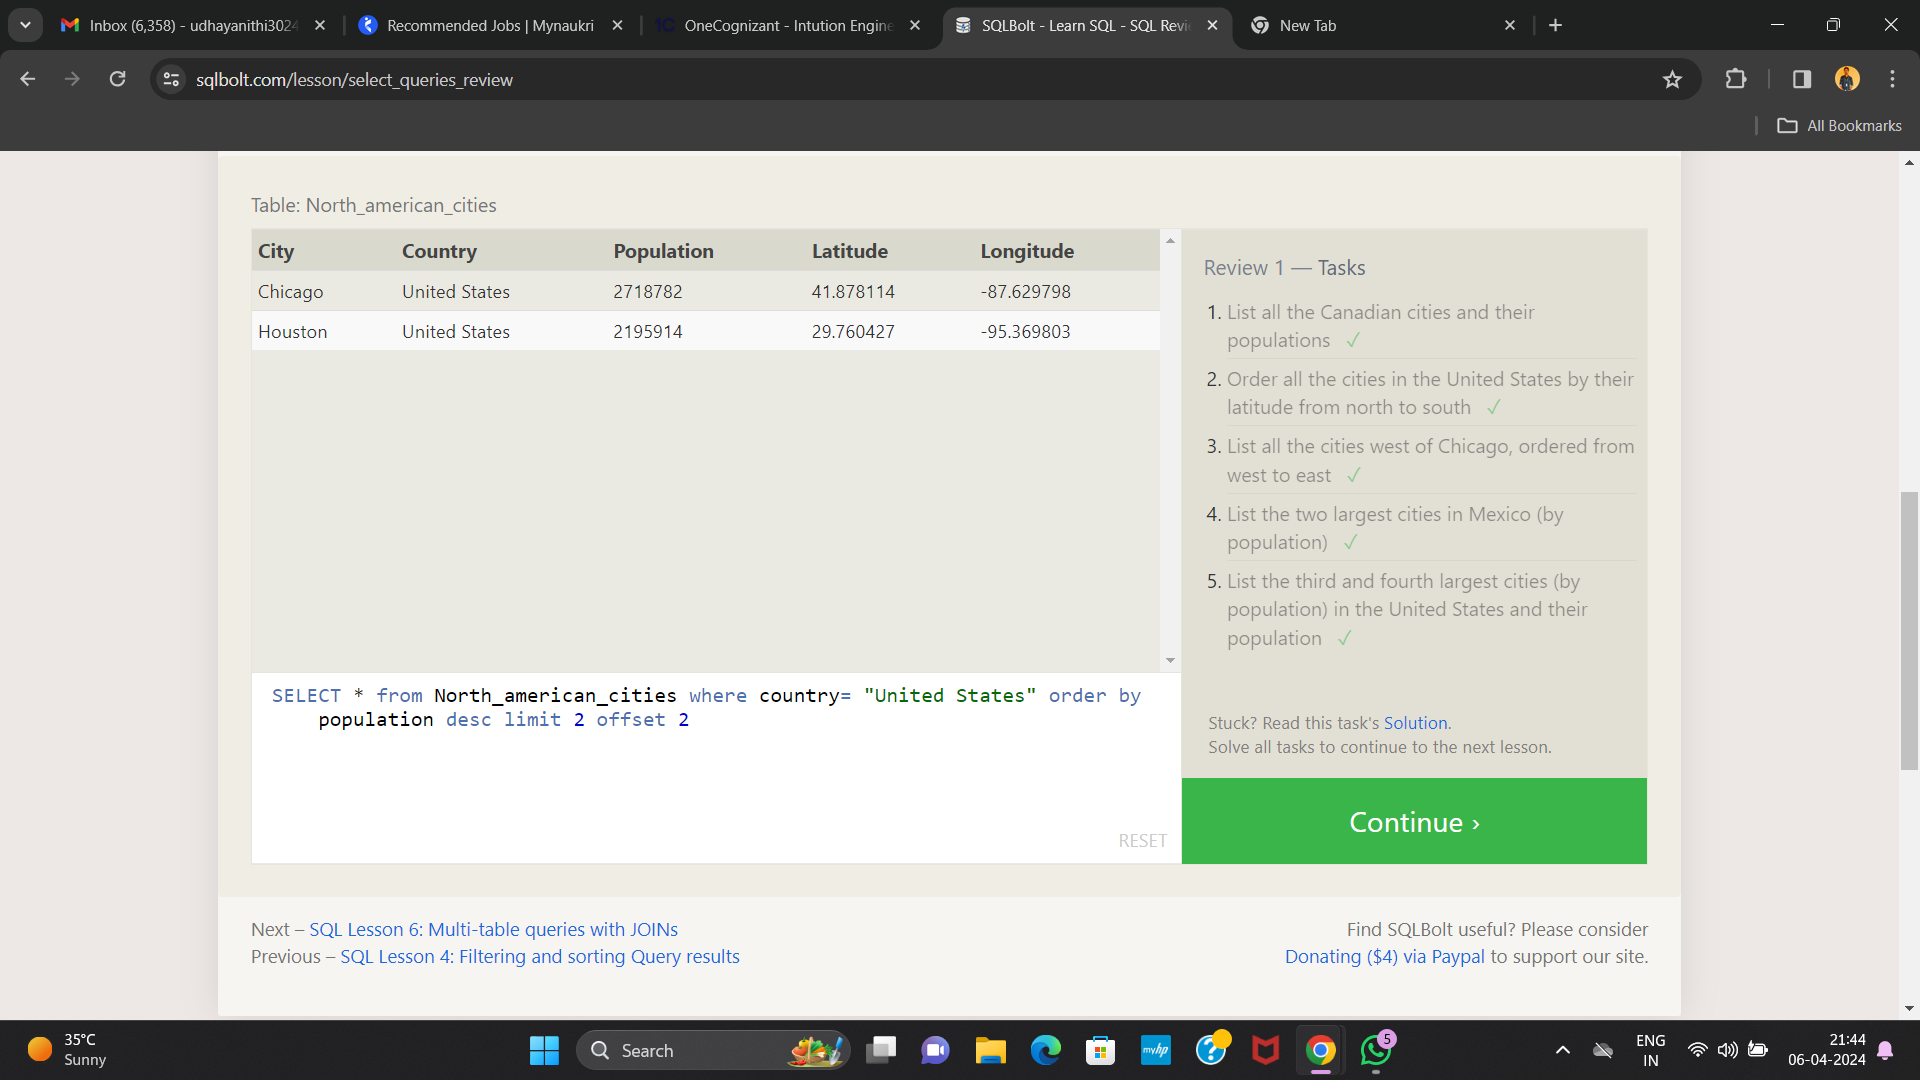 Inbox (6,358) - udhayanithi3024
Recommended Jobs | Mynaukri
OneCognizant - Intution Engine
SQLBolt - Learn SQL - SQL Revi
New Tab
sqlbolt.com/lesson/select_queries_review
All Bookmarks
Table: North_american_cities
City Country Population Latitude Longitude
Chicago United States 2718782 41.878114 -87.629798
Houston United States 2195914 29.760427 -95.369803
Review 1 — Tasks
1. List all the Canadian cities and their
populations ✓
2. Order all the cities in the United States by their
latitude from north to south ✓
3. List all the cities west of Chicago, ordered from
west to east ✓
4. List the two largest cities in Mexico (by
population) ✓
5. List the third and fourth largest cities (by
population) in the United States and their
population ✓
SELECT * from North_american_cities where country= "United States" order by
population desc limit 2 offset 2
RESET
Stuck? Read this task's Solution.
Solve all tasks to continue to the next lesson.
Continue ›
Next – SQL Lesson 6: Multi-table queries with JOINs
Previous – SQL Lesson 4: Filtering and sorting Query results
Find SQLBolt useful? Please consider
Donating ($4) via Paypal to support our site.
35°C
Sunny
Search
myhp
5
ENG
IN
21:44
06-04-2024